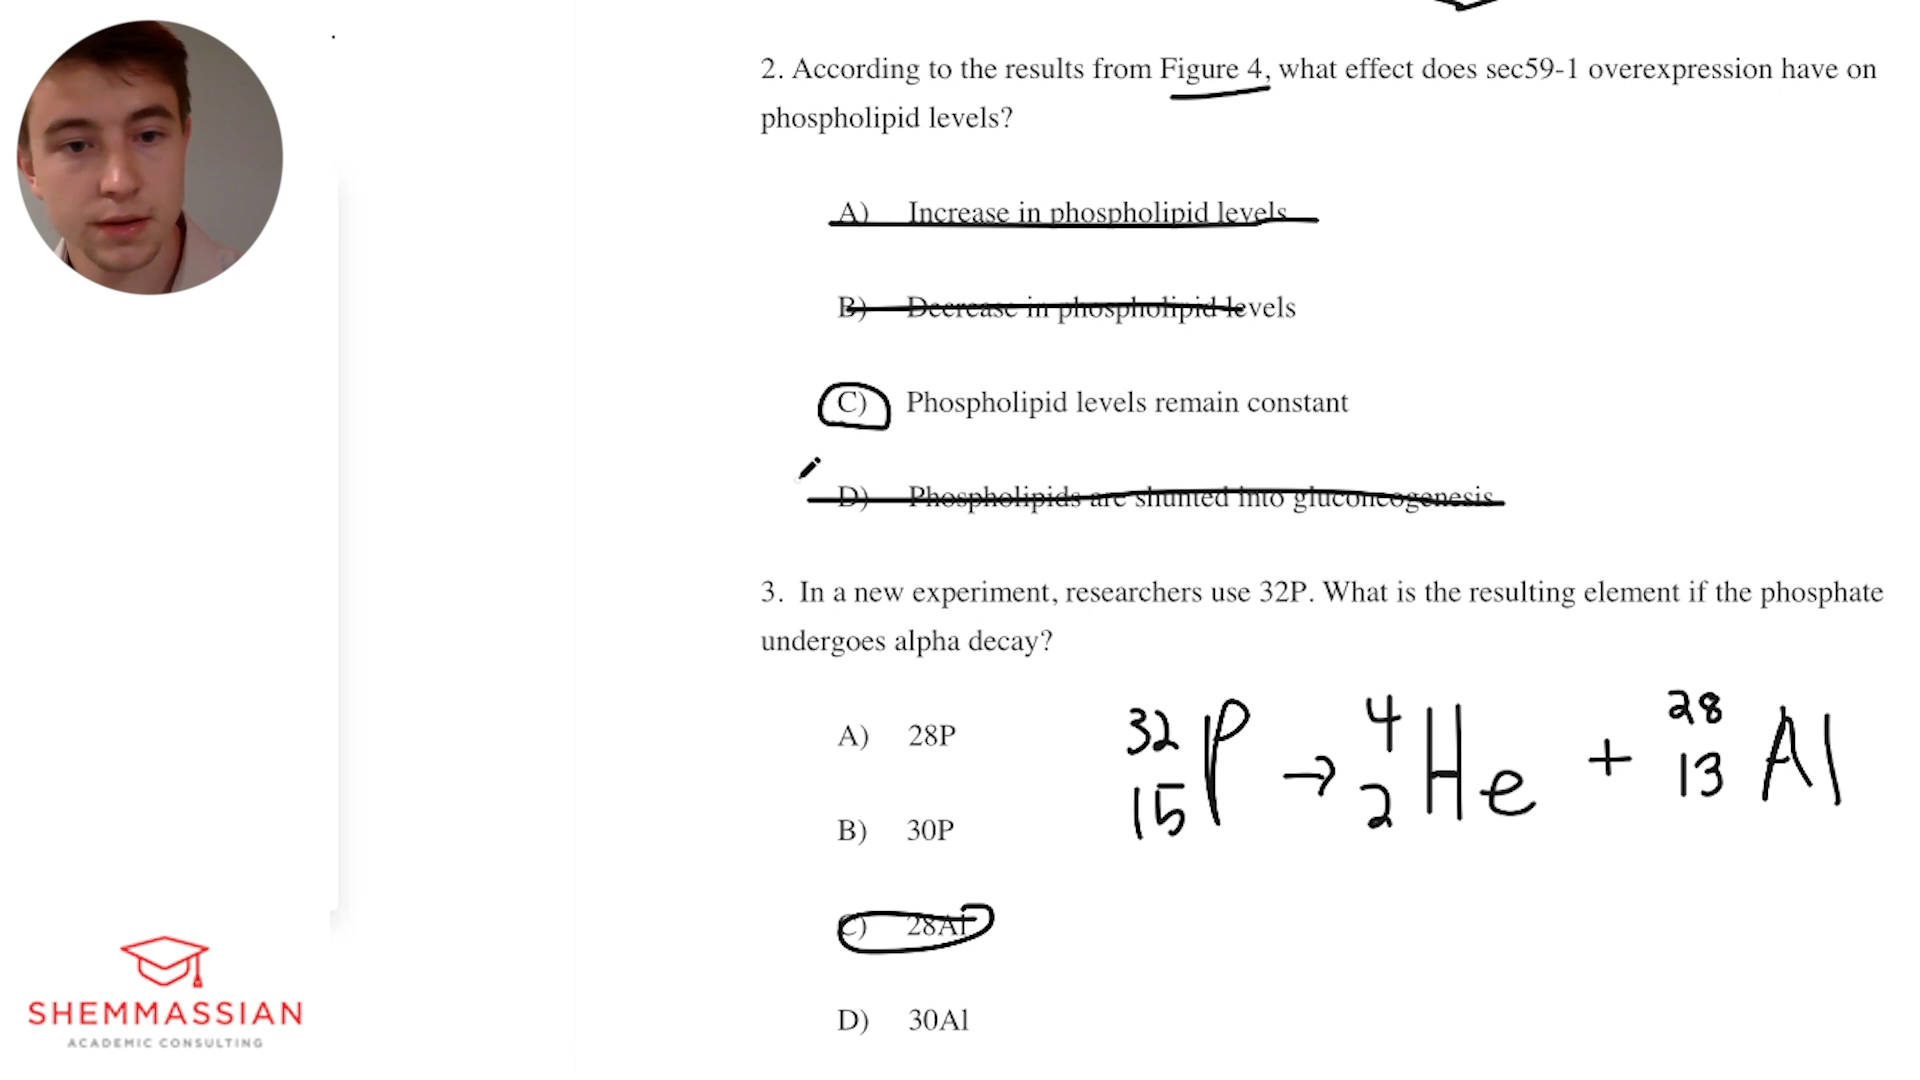 2. According to the results from Figure 4, what effect does sec59-1 overexpression have on
phospholipid levels?
A) Increase in phospholipid levels
B) Decrease in phospholipid levels
C) Phospholipid levels remain constant
D) Phospholipids are shunted into gluconeogenesis
3. In a new experiment, researchers use 32P. What is the resulting element if the phosphate
undergoes alpha decay?
A) 28P
B) 30P
C) 28Al
D) 30Al
32 15 P → 4 2 He + 28 13 Al
SHEMMASSIAN
ACADEMIC CONSULTING